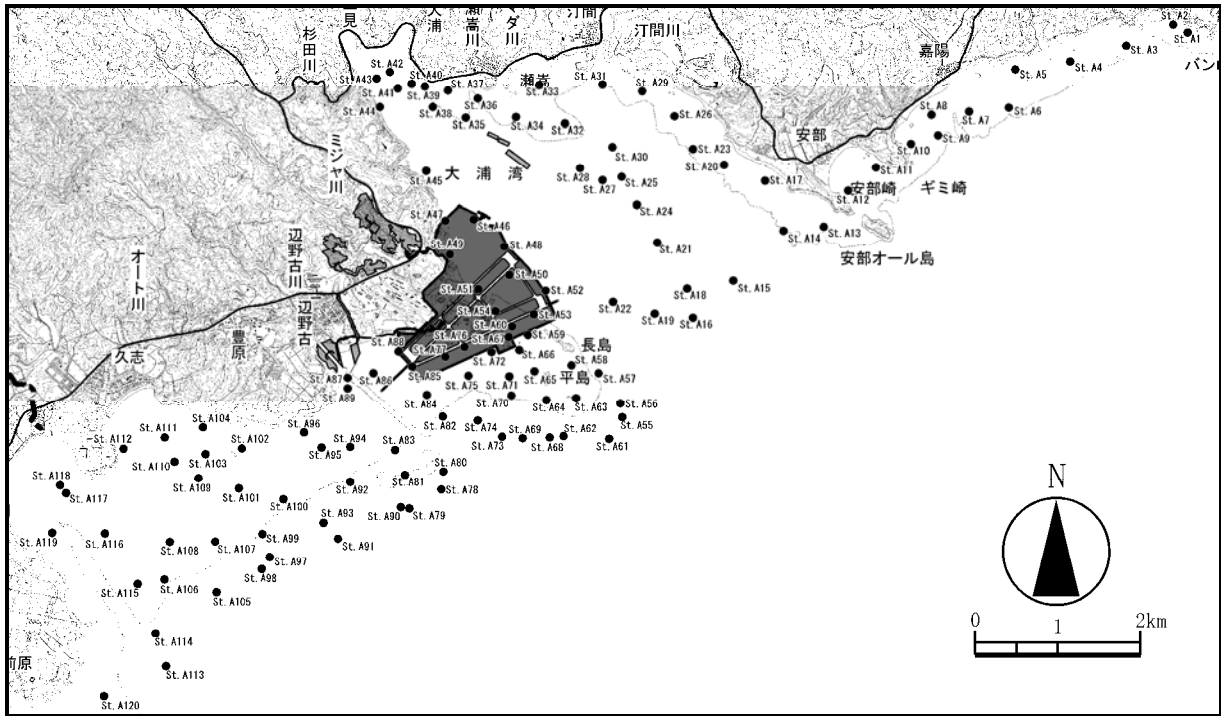 St. A2
St. A1
St. A3
バン
St. A4
St. A5
St. A6
嘉陽
St. A7
St. A8
St. A9
St. A10
St. A11
St. A12
安部
安部崎
ギミ崎
St. A13
St. A14
安部オール島
St. A15
St. A16
St. A17
St. A18
St. A19
St. A20
St. A21
St. A22
St. A23
St. A24
St. A25
St. A26
St. A27
St. A28
St. A29
St. A30
St. A31
汀間川
汀間
瀬嵩
St. A32
St. A33
St. A34
St. A35
St. A36
St. A37
St. A38
St. A39
St. A40
St. A41
St. A42
St. A43
St. A44
St. A45
瀬嵩川
大浦
杉田川
見
ダ川
大浦湾
ミジャ川
St. A46
St. A47
St. A48
St. A49
St. A50
St. A51
St. A52
St. A53
St. A54
St. A55
St. A56
St. A57
St. A58
長島
平島
St. A59
St. A60
St. A61
St. A62
St. A63
St. A64
St. A65
St. A66
St. A67
St. A68
St. A69
St. A70
St. A71
St. A72
St. A73
St. A74
St. A75
St. A76
St. A77
St. A78
St. A79
St. A80
St. A81
St. A82
St. A83
St. A84
St. A85
St. A86
St. A87
St. A88
St. A89
辺野古川
辺野古
オート川
豊原
久志
St. A90
St. A91
St. A92
St. A93
St. A94
St. A95
St. A96
St. A97
St. A98
St. A99
St. A100
St. A101
St. A102
St. A103
St. A104
St. A105
St. A106
St. A107
St. A108
St. A109
St. A110
St. A111
St. A112
St. A113
St. A114
St. A115
St. A116
St. A117
St. A118
St. A119
St. A120
前原
N
0
1
2km